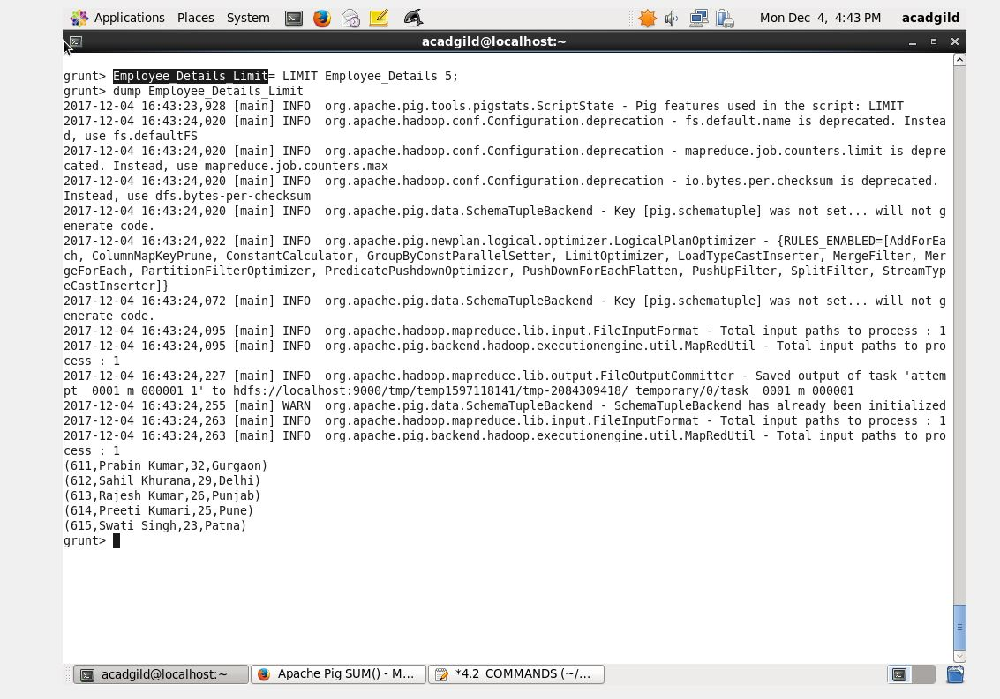 Applications Places System Mon Dec 4, 4:43 PM acadgild
acadgild@localhost:~
grunt> Employee_Details_Limit= LIMIT Employee_Details 5;
grunt> dump Employee_Details_Limit
2017-12-04 16:43:23,928 [main] INFO  org.apache.pig.tools.pigstats.ScriptState - Pig features used in the script: LIMIT
2017-12-04 16:43:24,020 [main] INFO  org.apache.hadoop.conf.Configuration.deprecation - fs.default.name is deprecated. Instea
d, use fs.defaultFS
2017-12-04 16:43:24,020 [main] INFO  org.apache.hadoop.conf.Configuration.deprecation - mapreduce.job.counters.limit is depre
cated. Instead, use mapreduce.job.counters.max
2017-12-04 16:43:24,020 [main] INFO  org.apache.hadoop.conf.Configuration.deprecation - io.bytes.per.checksum is deprecated.
Instead, use dfs.bytes-per-checksum
2017-12-04 16:43:24,020 [main] INFO  org.apache.pig.data.SchemaTupleBackend - Key [pig.schematuple] was not set... will not g
enerate code.
2017-12-04 16:43:24,022 [main] INFO  org.apache.pig.newplan.logical.optimizer.LogicalPlanOptimizer - {RULES_ENABLED=[AddForEa
ch, ColumnMapKeyPrune, ConstantCalculator, GroupByConstParallelSetter, LimitOptimizer, LoadTypeCastInserter, MergeFilter, Mer
geForEach, PartitionFilterOptimizer, PredicatePushdownOptimizer, PushDownForEachFlatten, PushUpFilter, SplitFilter, StreamTyp
eCastInserter]}
2017-12-04 16:43:24,072 [main] INFO  org.apache.pig.data.SchemaTupleBackend - Key [pig.schematuple] was not set... will not g
enerate code.
2017-12-04 16:43:24,095 [main] INFO  org.apache.hadoop.mapreduce.lib.input.FileInputFormat - Total input paths to process : 1
2017-12-04 16:43:24,095 [main] INFO  org.apache.pig.backend.hadoop.executionengine.util.MapRedUtil - Total input paths to pro
cess : 1
2017-12-04 16:43:24,227 [main] INFO  org.apache.hadoop.mapreduce.lib.output.FileOutputCommitter - Saved output of task 'attem
pt__0001_m_000001_1' to hdfs://localhost:9000/tmp/temp1597118141/tmp-2084309418/_temporary/0/task__0001_m_000001
2017-12-04 16:43:24,255 [main] WARN  org.apache.pig.data.SchemaTupleBackend - SchemaTupleBackend has already been initialized
2017-12-04 16:43:24,263 [main] INFO  org.apache.hadoop.mapreduce.lib.input.FileInputFormat - Total input paths to process : 1
2017-12-04 16:43:24,263 [main] INFO  org.apache.pig.backend.hadoop.executionengine.util.MapRedUtil - Total input paths to pro
cess : 1
(611,Prabin Kumar,32,Gurgaon)
(612,Sahil Khurana,29,Delhi)
(613,Rajesh Kumar,26,Punjab)
(614,Preeti Kumari,25,Pune)
(615,Swati Singh,23,Patna)
grunt>
acadgild@localhost:~ Apache Pig SUM() - M... *4.2_COMMANDS (~/...